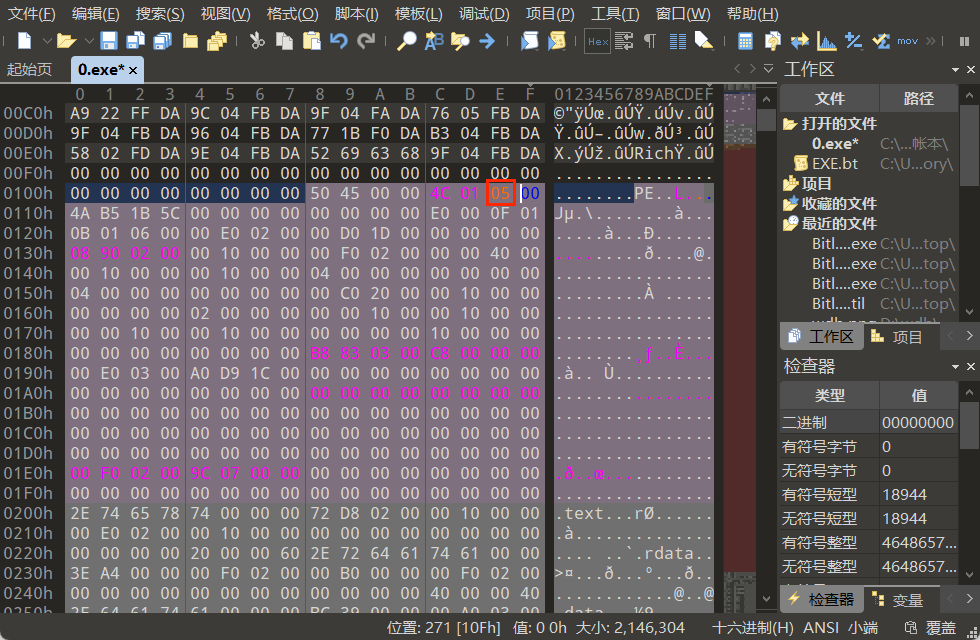 文件(F) 编辑(E) 搜索(S) 视图(V) 格式(O) 脚本(I) 模板(L) 调试(D) 项目(P) 工具(T) 窗口(W) 帮助(H)
Hex mov
起始页 0.exe* 工作区
0 1 2 3 4 5 6 7 8 9 A B C D E F 0123456789ABCDEF 文件 路径
00C0h A9 22 FF DA 9C 04 FB DA 9F 04 FA DA 76 05 FB DA ©"ÿÚœ.ûÚŸ.úÚv.ûÚ
打开的文件
00D0h 9F 04 FB DA 96 04 FB DA 77 1B F0 DA B3 04 FB DA Ÿ.ûÚ–.ûÚw.ðÚ³.ûÚ
0.exe* C:\...帐本\
00E0h 58 02 FD DA 9E 04 FB DA 52 69 63 68 9F 04 FB DA X.ýÚž.ûÚRichŸ.ûÚ
EXE.bt C:\U...ory\
00F0h 00 00 00 00 00 00 00 00 00 00 00 00 00 00 00 00 ................
项目
0100h 00 00 00 00 00 00 00 00 50 45 00 00 4C 01 05 00 ........PE..L...
收藏的文件
0110h 4A B5 1B 5C 00 00 00 00 00 00 00 00 E0 00 0F 01 Jµ.\........à...
最近的文件
0120h 0B 01 06 00 00 E0 02 00 00 D0 1D 00 00 00 00 00 .....à...Ð......
Bitl....exe C:\U...top\
0130h 08 90 02 00 00 10 00 00 00 F0 02 00 00 00 40 00 .........ð....@.
Bitl....exe C:\U...top\
0140h 00 10 00 00 00 10 00 00 04 00 00 00 00 00 00 00 ................
Bitl....exe C:\U...top\
0150h 04 00 00 00 00 00 00 00 00 C0 20 00 00 10 00 00 .........À .....
Bitl....til C:\U...top\
0160h 00 00 00 00 02 00 00 00 00 00 10 00 00 10 00 00 ................
0170h 00 00 10 00 00 10 00 00 00 00 00 00 10 00 00 00 ................
工作区 项目
0180h 00 00 00 00 00 00 00 00 B8 83 03 00 C8 00 00 00 ........¸ƒ..È...
检查器
0190h 00 E0 03 00 A0 D9 1C 00 00 00 00 00 00 00 00 00 .à.. Ù..........
01A0h 00 00 00 00 00 00 00 00 00 00 00 00 00 00 00 00 ................
类型 值
01B0h 00 00 00 00 00 00 00 00 00 00 00 00 00 00 00 00 ................
二进制 00000000
01C0h 00 00 00 00 00 00 00 00 00 00 00 00 00 00 00 00 ................
01D0h 00 00 00 00 00 00 00 00 00 00 00 00 00 00 00 00 ................
有符号字节 0
01E0h 00 F0 02 00 9C 07 00 00 00 00 00 00 00 00 00 00 .ð..œ...........
无符号字节 0
01F0h 00 00 00 00 00 00 00 00 00 00 00 00 00 00 00 00 ................
有符号短型 18944
0200h 2E 74 65 78 74 00 00 00 72 D8 02 00 00 10 00 00 .text...rØ......
无符号短型 18944
0210h 00 E0 02 00 00 10 00 00 00 00 00 00 00 00 00 00 .à..............
有符号整型 4648657...
0220h 00 00 00 00 20 00 00 60 2E 72 64 61 74 61 00 00 .... ..`.rdata..
无符号整型 4648657...
0230h 3E A4 00 00 00 F0 02 00 00 B0 00 00 00 F0 02 00 >¤...ð...°...ð..
0240h 00 00 00 00 00 00 00 00 00 00 00 00 40 00 00 40 ............@..@
检查器 变量
位置: 271 [10Fh] 值: 0 0h 大小: 2,146,304 十六进制(H) ANSI 小端 覆盖